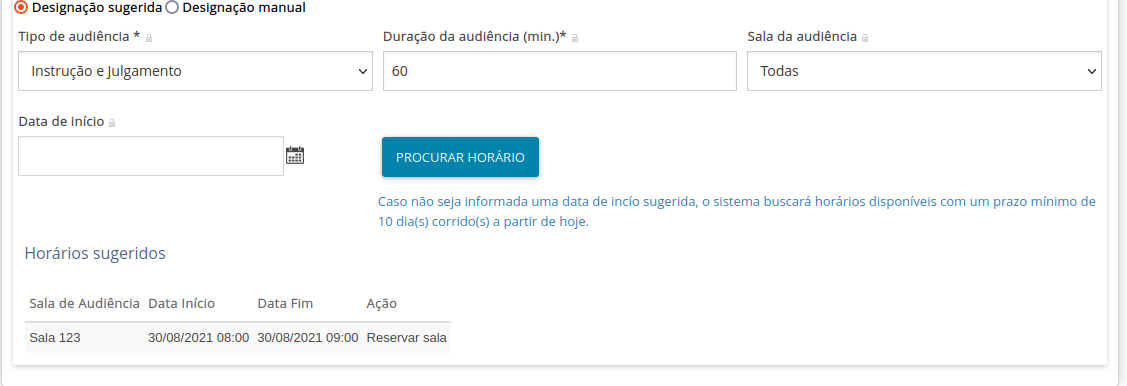 Designação sugerida Designação manual
Tipo de audiência * Duração da audiência (min.)* Sala da audiência
Instrução e Julgamento 60 Todas
Data de início
PROCURAR HORÁRIO
Caso não seja informada uma data de incío sugerida, o sistema buscará horários disponíveis com um prazo mínimo de
10 dia(s) corrido(s) a partir de hoje.
Horários sugeridos
Sala de Audiência Data Início Data Fim Ação
Sala 123 30/08/2021 08:00 30/08/2021 09:00 Reservar sala